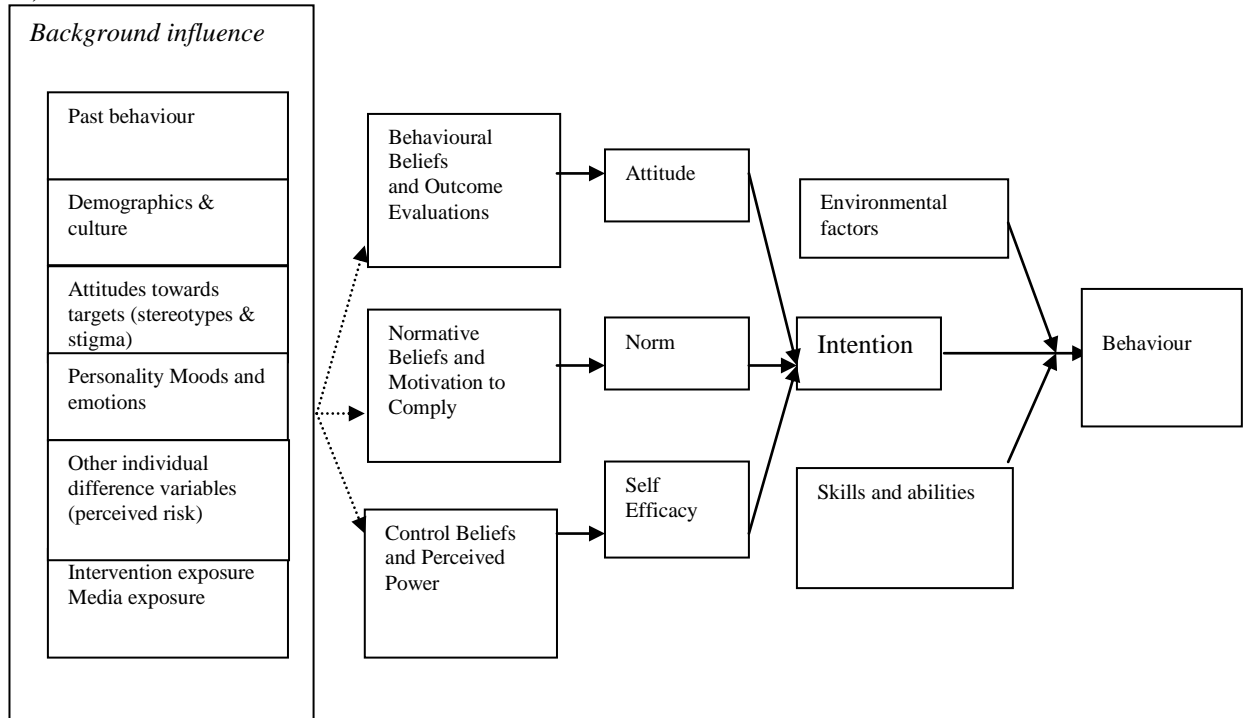 Background influence
Past behaviour
Demographics &
culture
Attitudes towards
targets (stereotypes &
stigma)
Personality Moods and
emotions
Other individual
difference variables
(perceived risk)
Intervention exposure
Media exposure
Behavioural
Beliefs
and Outcome
Evaluations
Normative
Beliefs and
Motivation to
Comply
Control Beliefs
and Perceived
Power
Attitude
Norm
Self
Efficacy
Environmental
factors
Intention
Skills and abilities
Behaviour